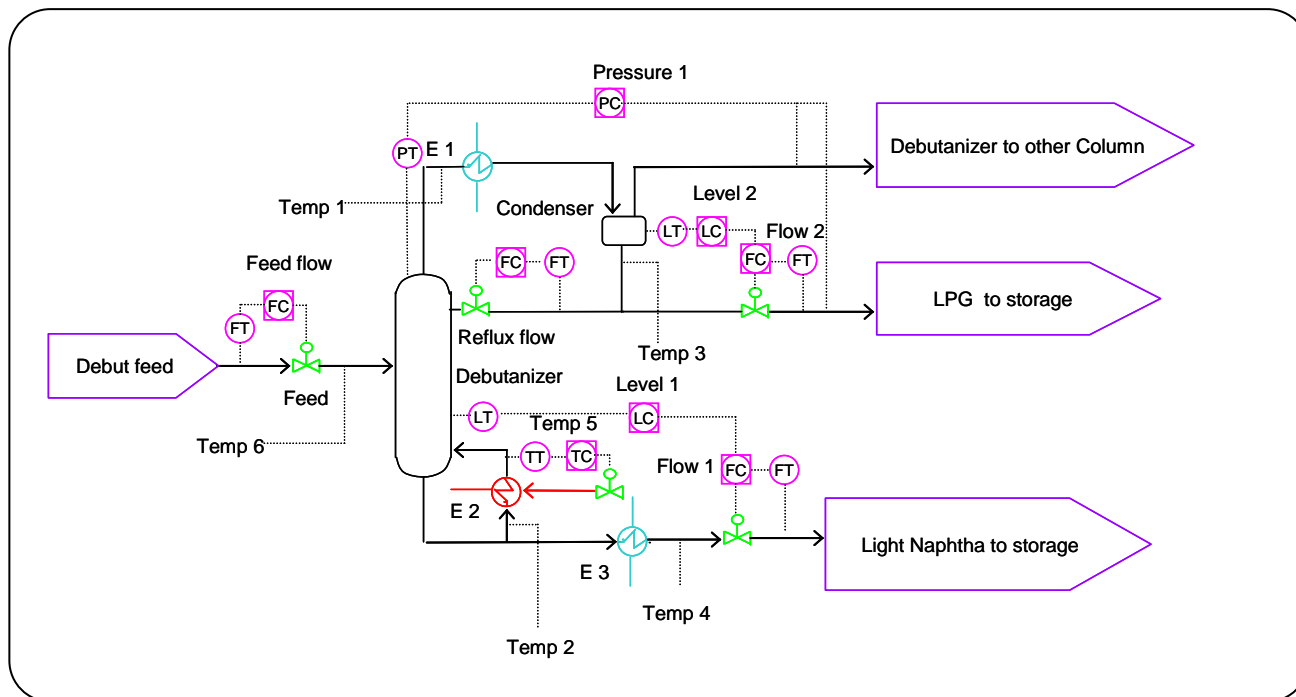 Pressure 1
PC
Debutanizer to other Column
PT
E 1
Temp 1
Condenser
Level 2
LT
LC
Flow 2
FC
FT
Feed flow
FC
FT
FC
FT
LPG  to storage
Reflux flow
Temp 3
Debut feed
Feed
Debutanizer
Level 1
Temp 6
LT
LC
Temp 5
TT
TC
Flow 1
FC
FT
E 2
Light Naphtha to storage
E 3
Temp 4
Temp 2